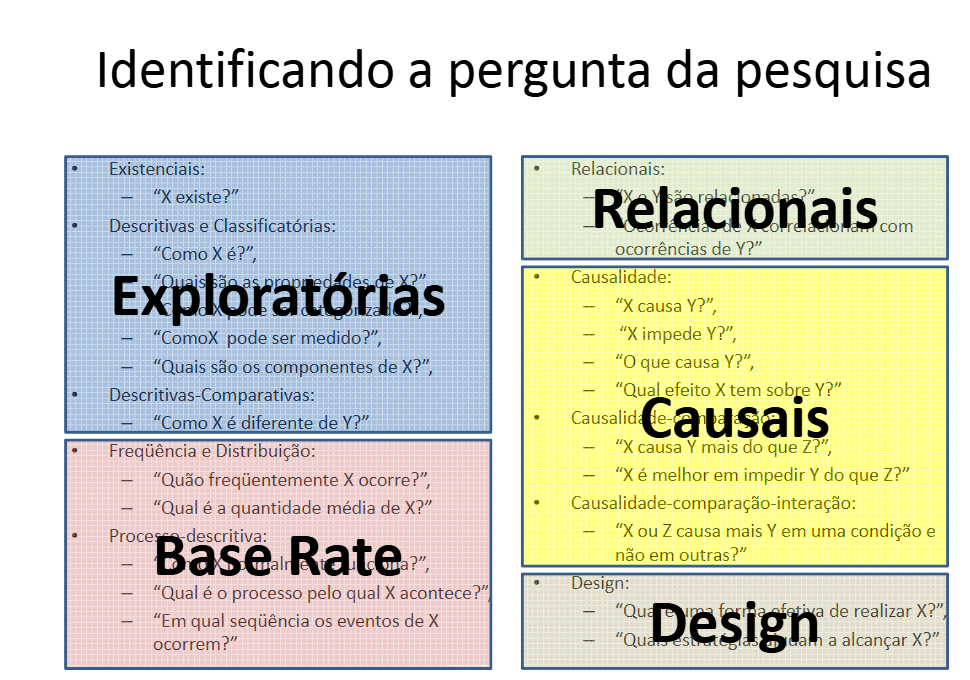 Identificando a pergunta da pesquisa
• Existenciais:
– “X existe?”
• Descritivas e Classificatórias:
– “Como X é?”,
– “Quais são as propriedades de X?”
– “Como X pode ser categorizado?”,
– “ComoX pode ser medido?”,
– “Quais são os componentes de X?”,
• Descritivas-Comparativas:
– “Como X é diferente de Y?”
Exploratórias
• Freqüência e Distribuição:
– “Quão freqüentemente X ocorre?”,
– “Qual é a quantidade média de X?”
• Processo-descritiva:
– “Como X normalmente funciona?”,
– “Qual é o processo pelo qual X acontece?”,
– “Em qual seqüência os eventos de X
ocorrem?”
Base Rate
• Relacionais:
– “X e Y são relacionadas?”
– “Ocorrências de X correlacionam com
ocorrências de Y?”
Relacionais
• Causalidade:
– “X causa Y?”,
– “X impede Y?”,
– “O que causa Y?”,
– “Qual efeito X tem sobre Y?”
• Causalidade-comparação:
– “X causa Y mais do que Z?”,
– “X é melhor em impedir Y do que Z?”
• Causalidade-comparação-interação:
– “X ou Z causa mais Y em uma condição e
não em outras?”
Causais
• Design:
– “Qual é uma forma efetiva de realizar X?”,
– “Quais estratégias ajudam a alcançar X?”
Design